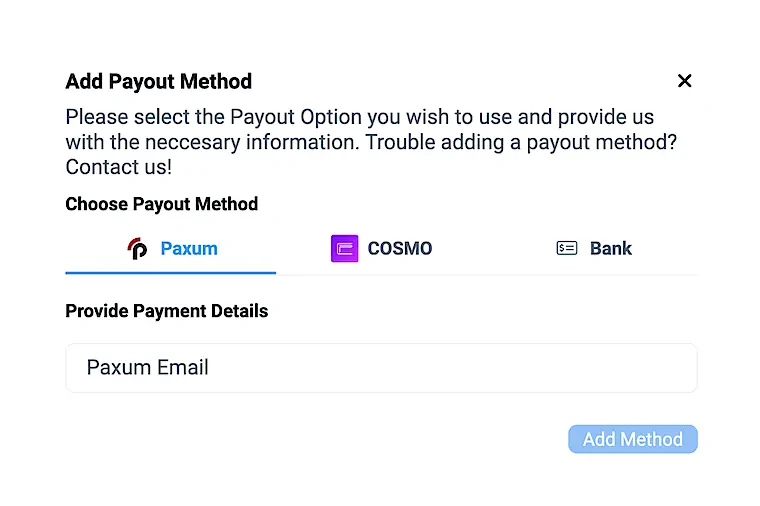 Add Payout Method
Please select the Payout Option you wish to use and provide us
with the neccesary information. Trouble adding a payout method?
Contact us!
Choose Payout Method
Paxum
COSMO
Bank
Provide Payment Details
Paxum Email
Add Method